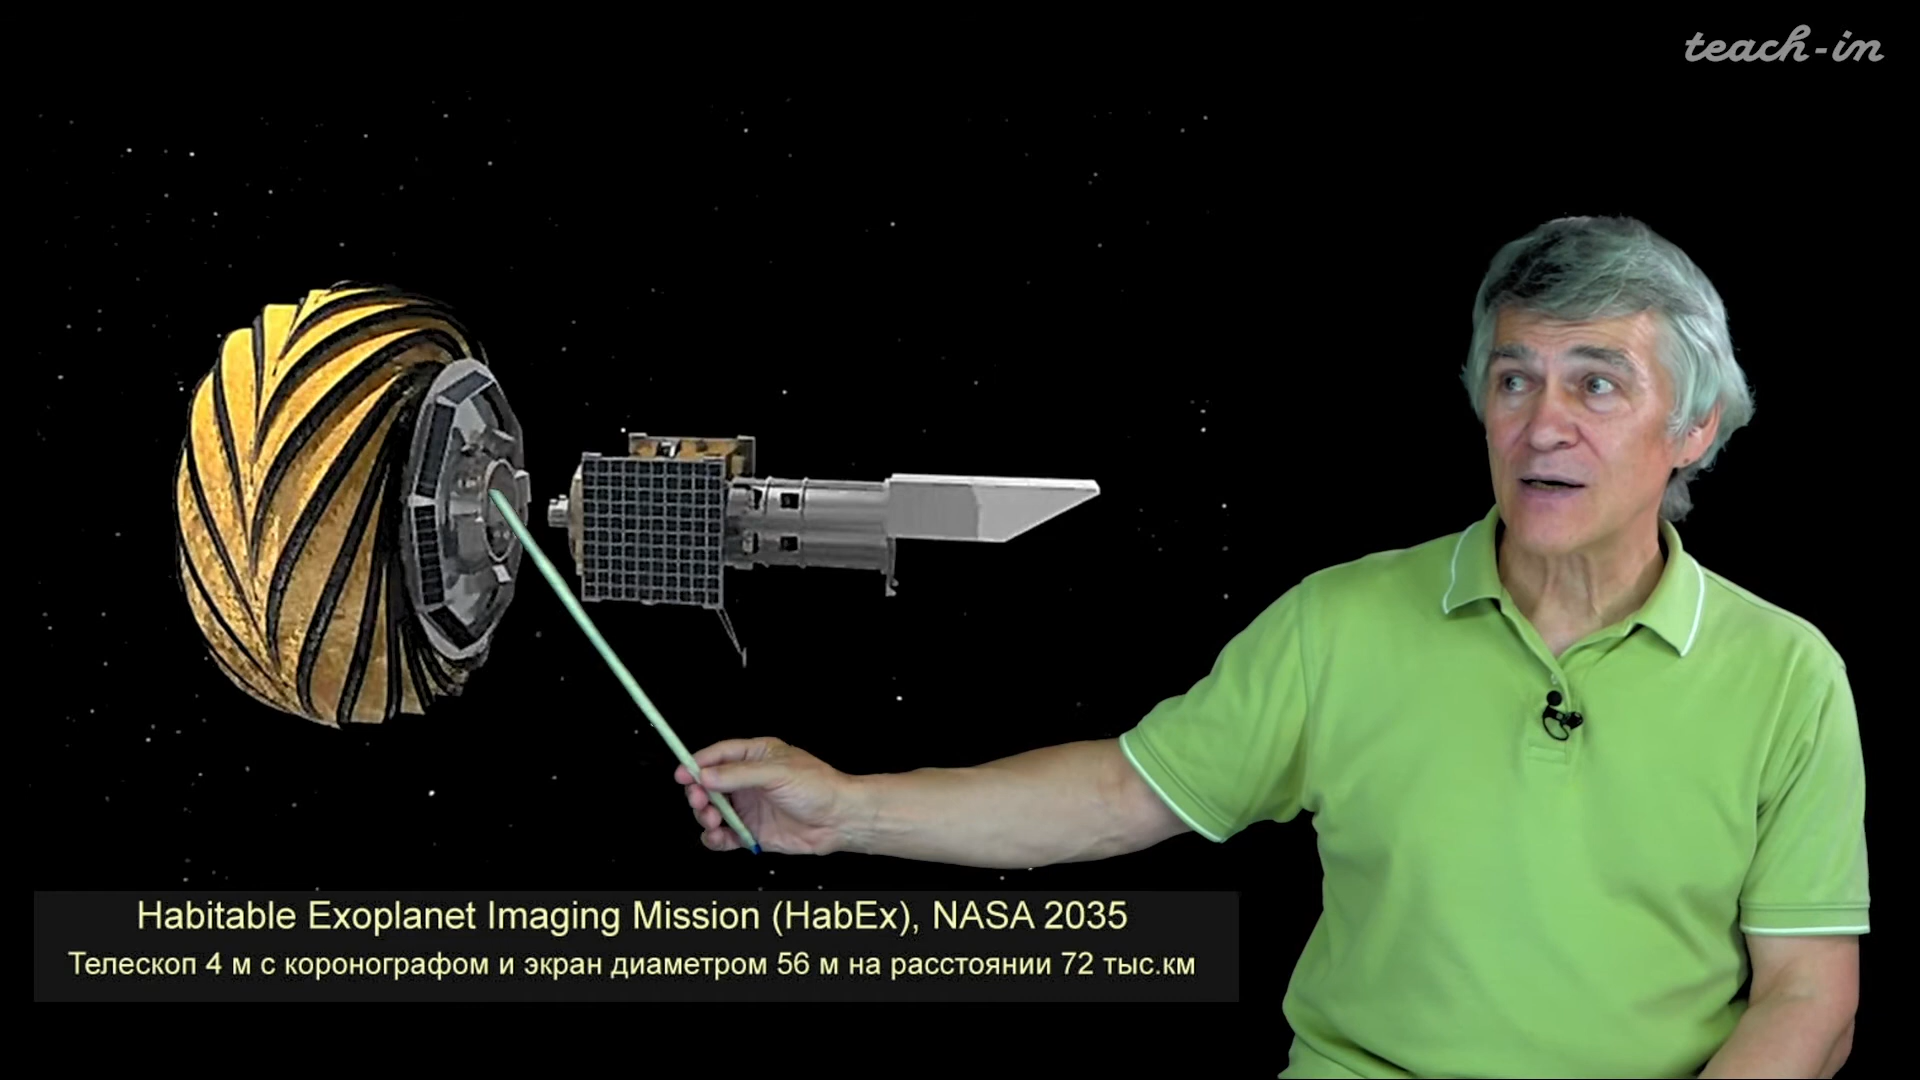 teach-in
Habitable Exoplanet Imaging Mission (HabEx), NASA 2035
Телескоп 4 м с коронографом и экран диаметром 56 м на расстоянии 72 тыс.км